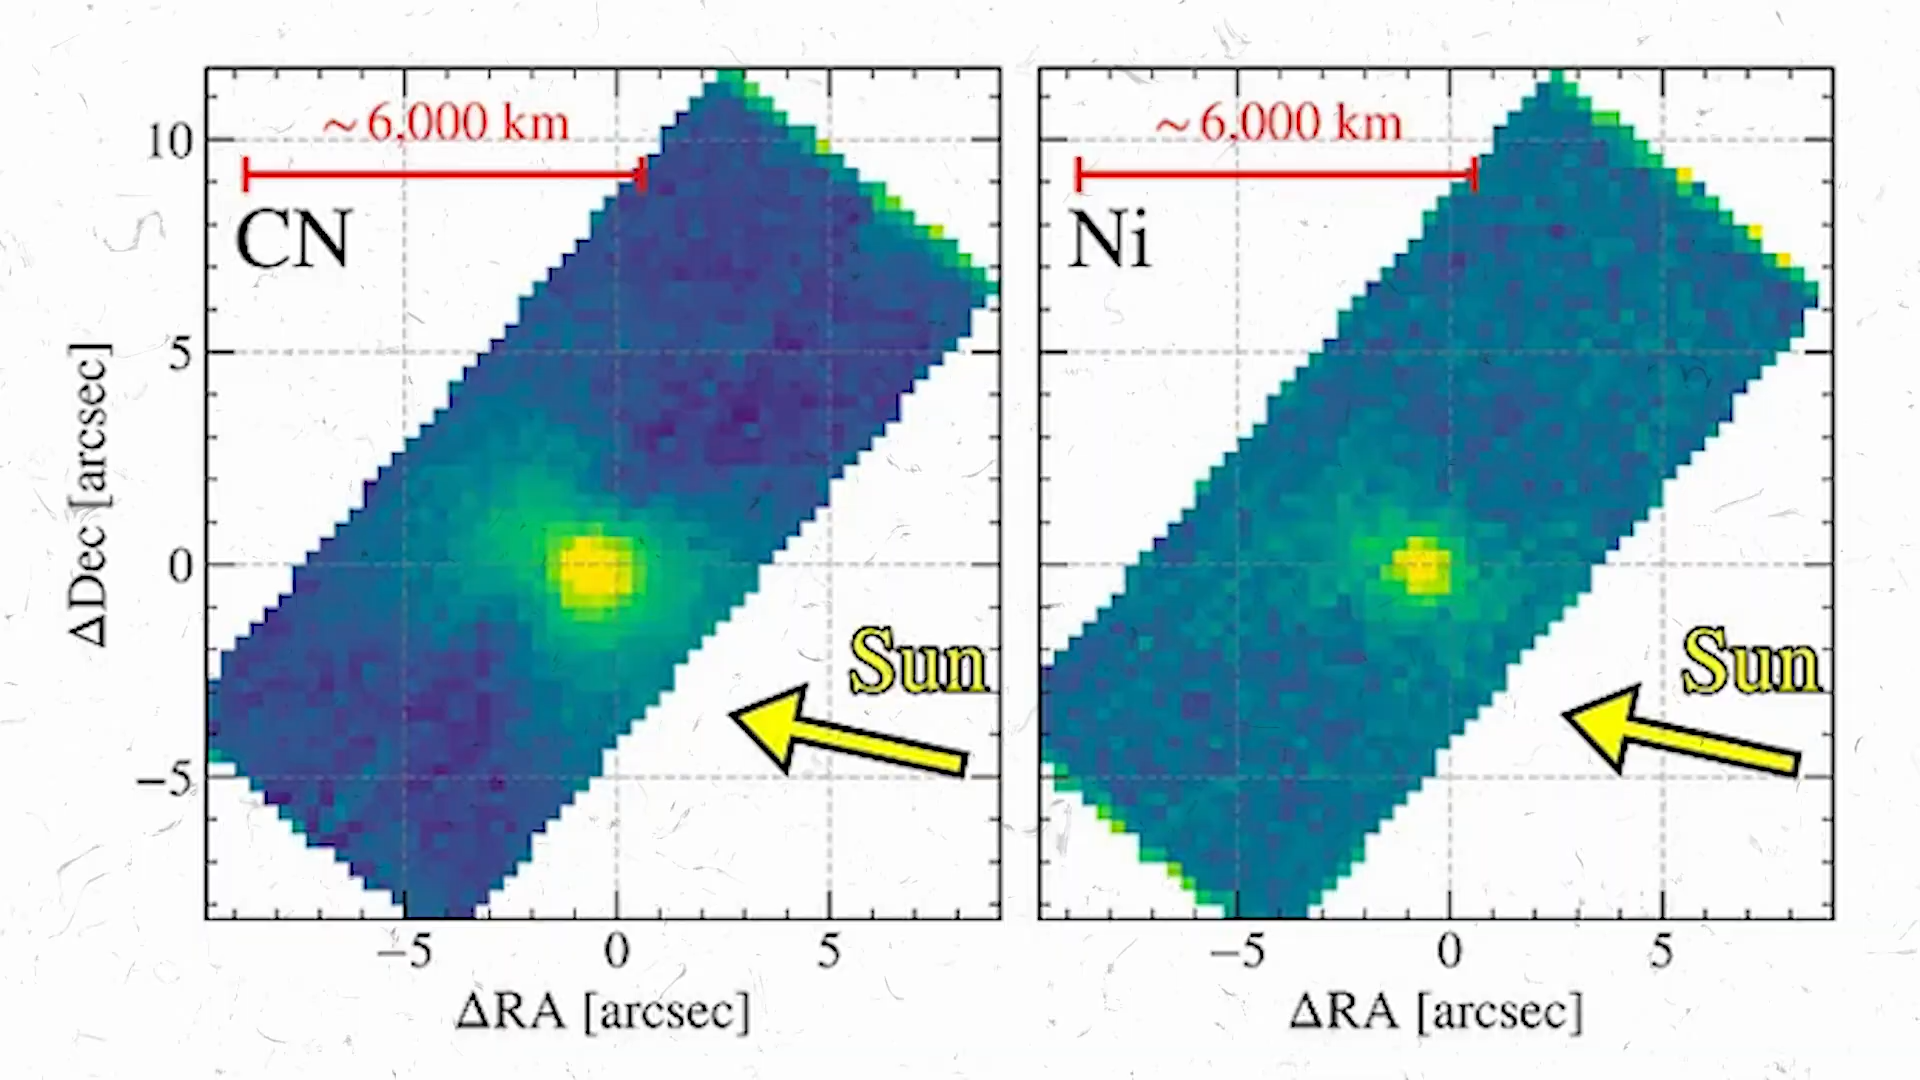 ~6,000 km
CN
Sun
10
5
0
−5
ΔDec [arcsec]
−5 0 5
ΔRA [arcsec]
~6,000 km
Ni
Sun
−5 0 5
ΔRA [arcsec]